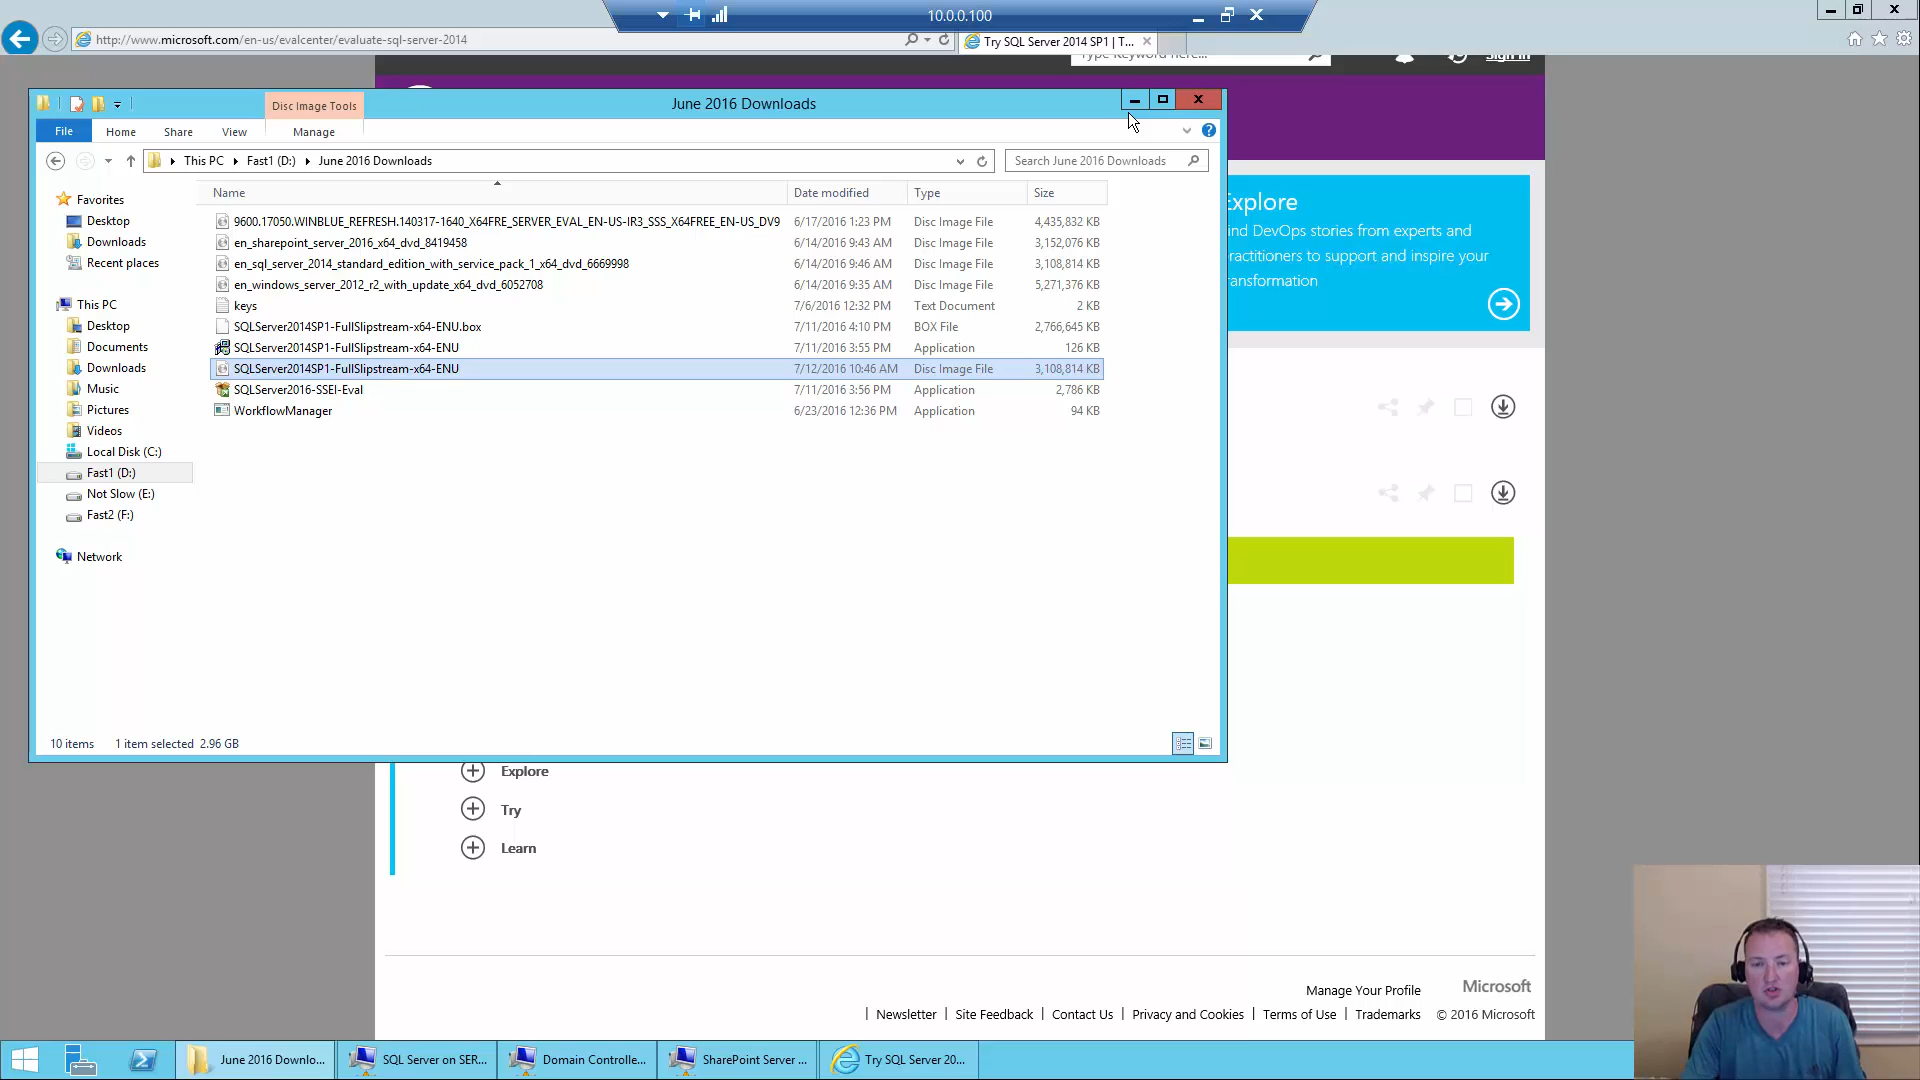 10.0.0.100
http://www.microsoft.com/en-us/evalcenter/evaluate-sql-server-2014
Try SQL Server 2014 SP1 | T...
Type keyword here...
Sign in
Disc Image Tools
June 2016 Downloads
File
Home
Share
View
Manage
This PC
Fast1 (D:)
June 2016 Downloads
Search June 2016 Downloads
Name
Date modified
Type
Size
Favorites
Desktop
Downloads
Recent places
This PC
Desktop
Documents
Downloads
Music
Pictures
Videos
Local Disk (C:)
Fast1 (D:)
Not Slow (E:)
Fast2 (F:)
Network
9600.17050.WINBLUE_REFRESH.140317-1640_X64FRE_SERVER_EVAL_EN-US-IR3_SSS_X64FREE_EN-US_DV9 6/17/2016 1:23 PM Disc Image File 4,435,832 KB
en_sharepoint_server_2016_x64_dvd_8419458 6/14/2016 9:43 AM Disc Image File 3,152,076 KB
en_sql_server_2014_standard_edition_with_service_pack_1_x64_dvd_6669998 6/14/2016 9:46 AM Disc Image File 3,108,814 KB
en_windows_server_2012_r2_with_update_x64_dvd_6052708 6/14/2016 9:35 AM Disc Image File 5,271,376 KB
keys 7/6/2016 12:32 PM Text Document 2 KB
SQLServer2014SP1-FullSlipstream-x64-ENU.box 7/11/2016 4:10 PM BOX File 2,766,645 KB
SQLServer2014SP1-FullSlipstream-x64-ENU 7/11/2016 3:55 PM Application 126 KB
SQLServer2014SP1-FullSlipstream-x64-ENU 7/12/2016 10:46 AM Disc Image File 3,108,814 KB
SQLServer2016-SSEI-Eval 7/11/2016 3:56 PM Application 2,786 KB
WorkflowManager 6/23/2016 12:36 PM Application 94 KB
10 items 1 item selected 2.96 GB
Explore
ind DevOps stories from experts and
ractitioners to support and inspire your
ransformation
Explore
Try
Learn
Manage Your Profile
Microsoft
Newsletter | Site Feedback | Contact Us | Privacy and Cookies | Terms of Use | Trademarks | © 2016 Microsoft
June 2016 Downlo...
SQL Server on SER...
Domain Controlle...
SharePoint Server ...
Try SQL Server 20...